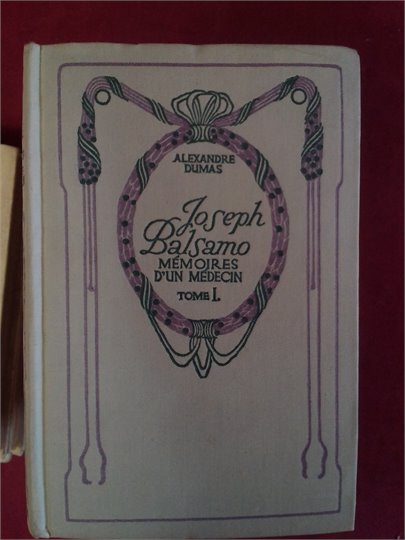 ALEXANDRE
DUMAS
Joseph
Balsamo
MÉMOIRES
D'UN MÉDECIN
TOME I.